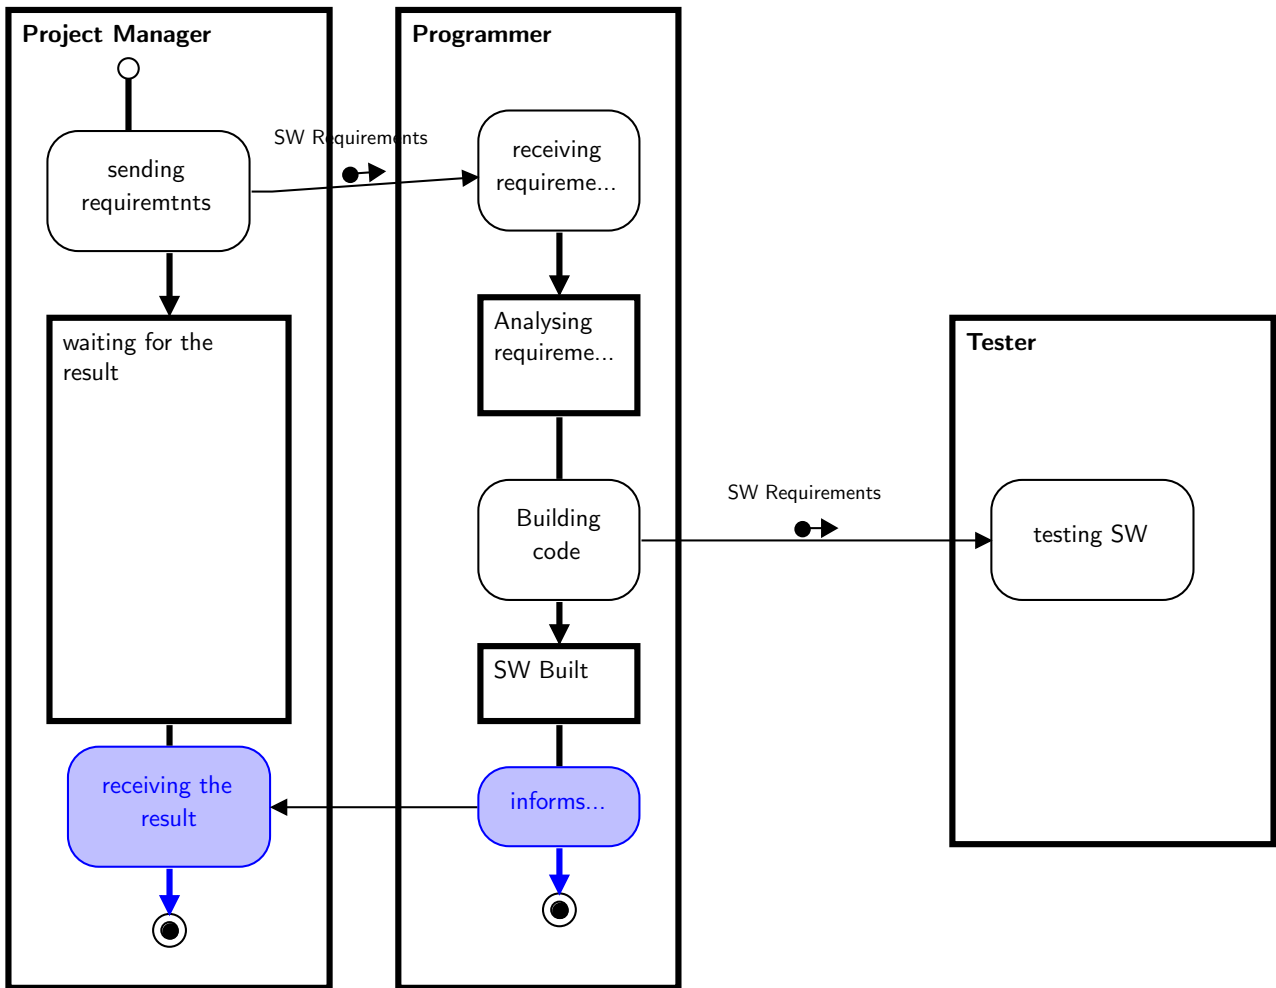 Project Manager
Programmer
SW Requirements
sending
requiremtnts
receiving
requireme...
waiting for the
result
Analysing
requireme...
Tester
SW Requirements
Building
code
testing SW
SW Built
receiving the
result
informs...